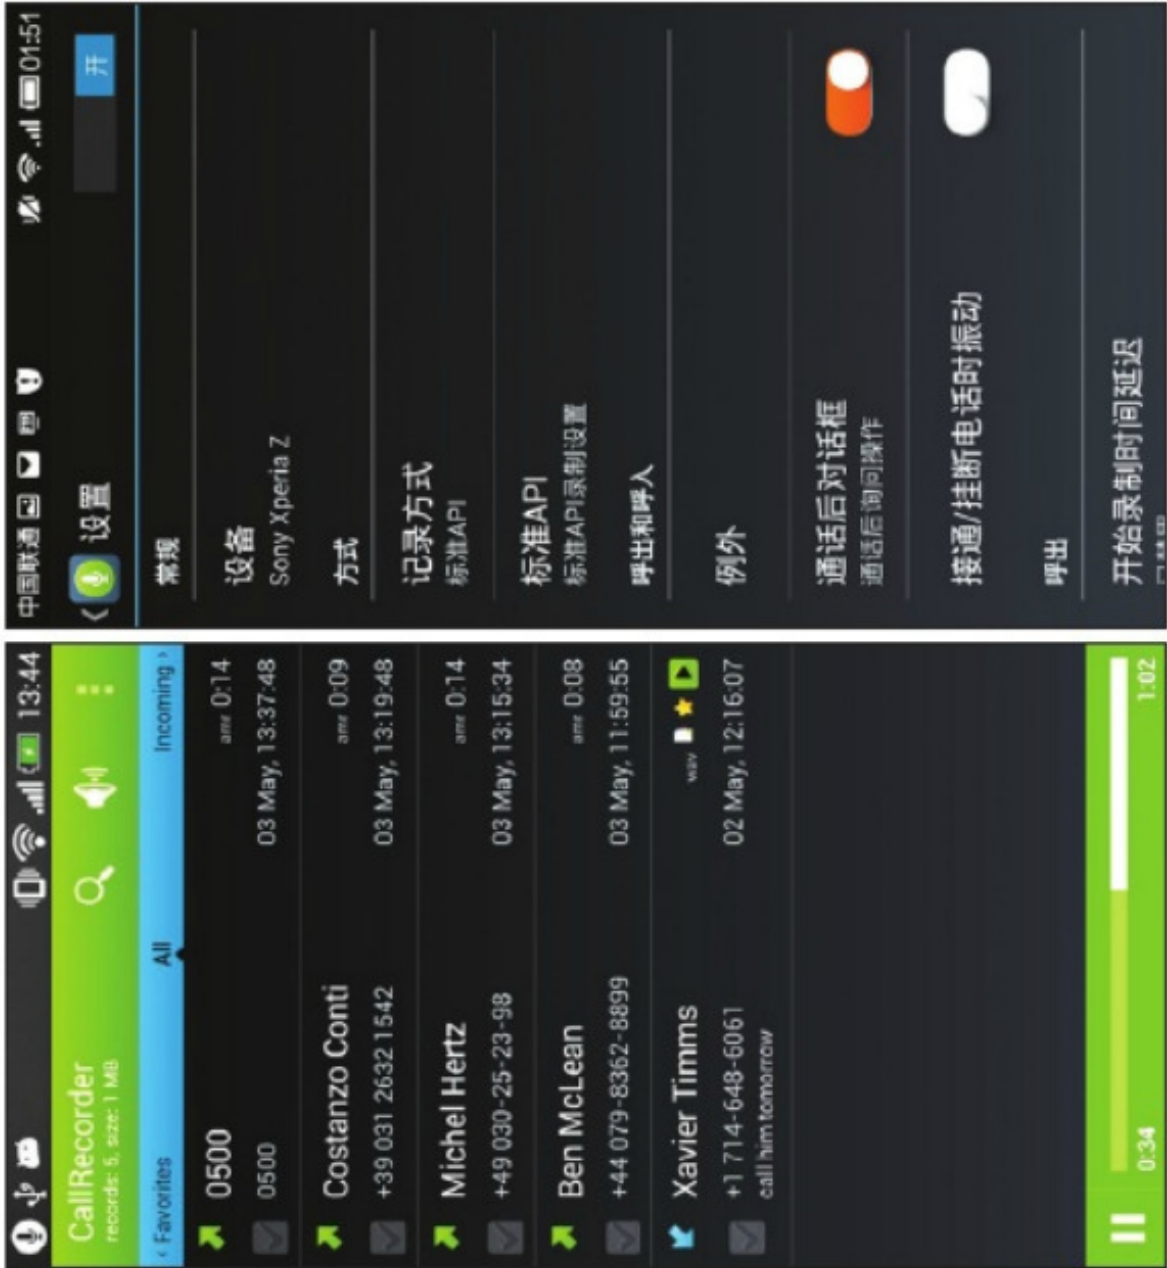 13:44
CallRecorder
records: 5, size: 1 MB
‹ Favorites
All
Incoming ›
0500
amr 0:14
0500
03 May, 13:37:48
Costanzo Conti
amr 0:09
+39 031 2632 1542
03 May, 13:19:48
Michel Hertz
amr 0:14
+49 030-25-23-98
03 May, 13:15:34
Ben McLean
amr 0:08
+44 079-8362-8899
03 May, 11:59:55
Xavier Timms
wav
+1 714-648-6061
02 May, 12:16:07
call him tomorrow
0:34
1:02
中国联通
01:51
设置
开
常规
设备
Sony Xperia Z
方式
记录方式
标准API
标准API
标准API录制设置
呼出和呼入
例外
通话后对话框
通话后询问操作
接通/挂断电话时振动
呼出
开始录制时间延迟